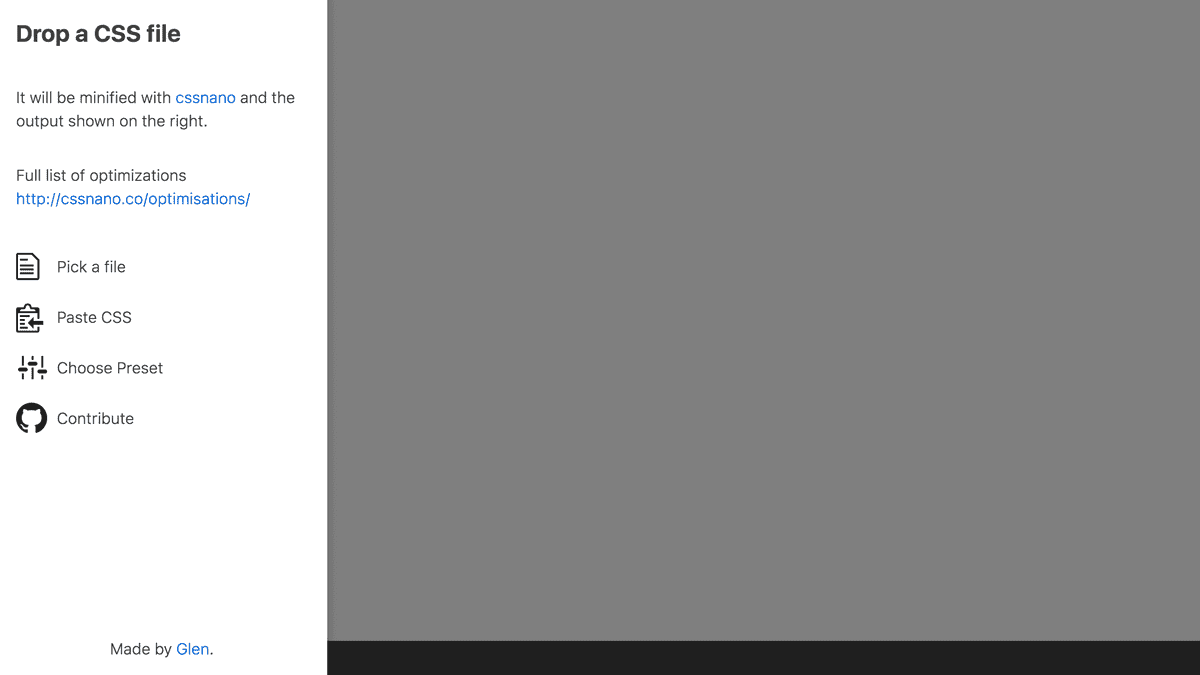 Drop a CSS file
It will be minified with cssnano and the
output shown on the right.
Full list of optimizations
http://cssnano.co/optimisations/
Pick a file
Paste CSS
Choose Preset
Contribute
Made by Glen.